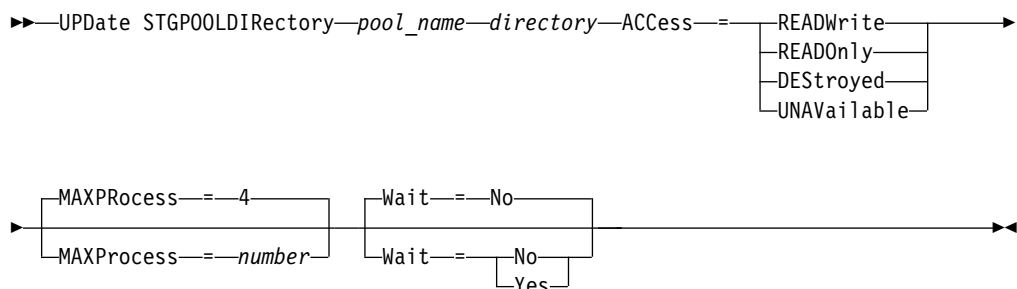 UPDate STGPOOLDIRectory pool_name directory ACCess = READWrite
READOnly
DEStroyed
UNAVailable
MAXPRocess = 4 Wait = No
MAXProcess = number Wait = No
Yes